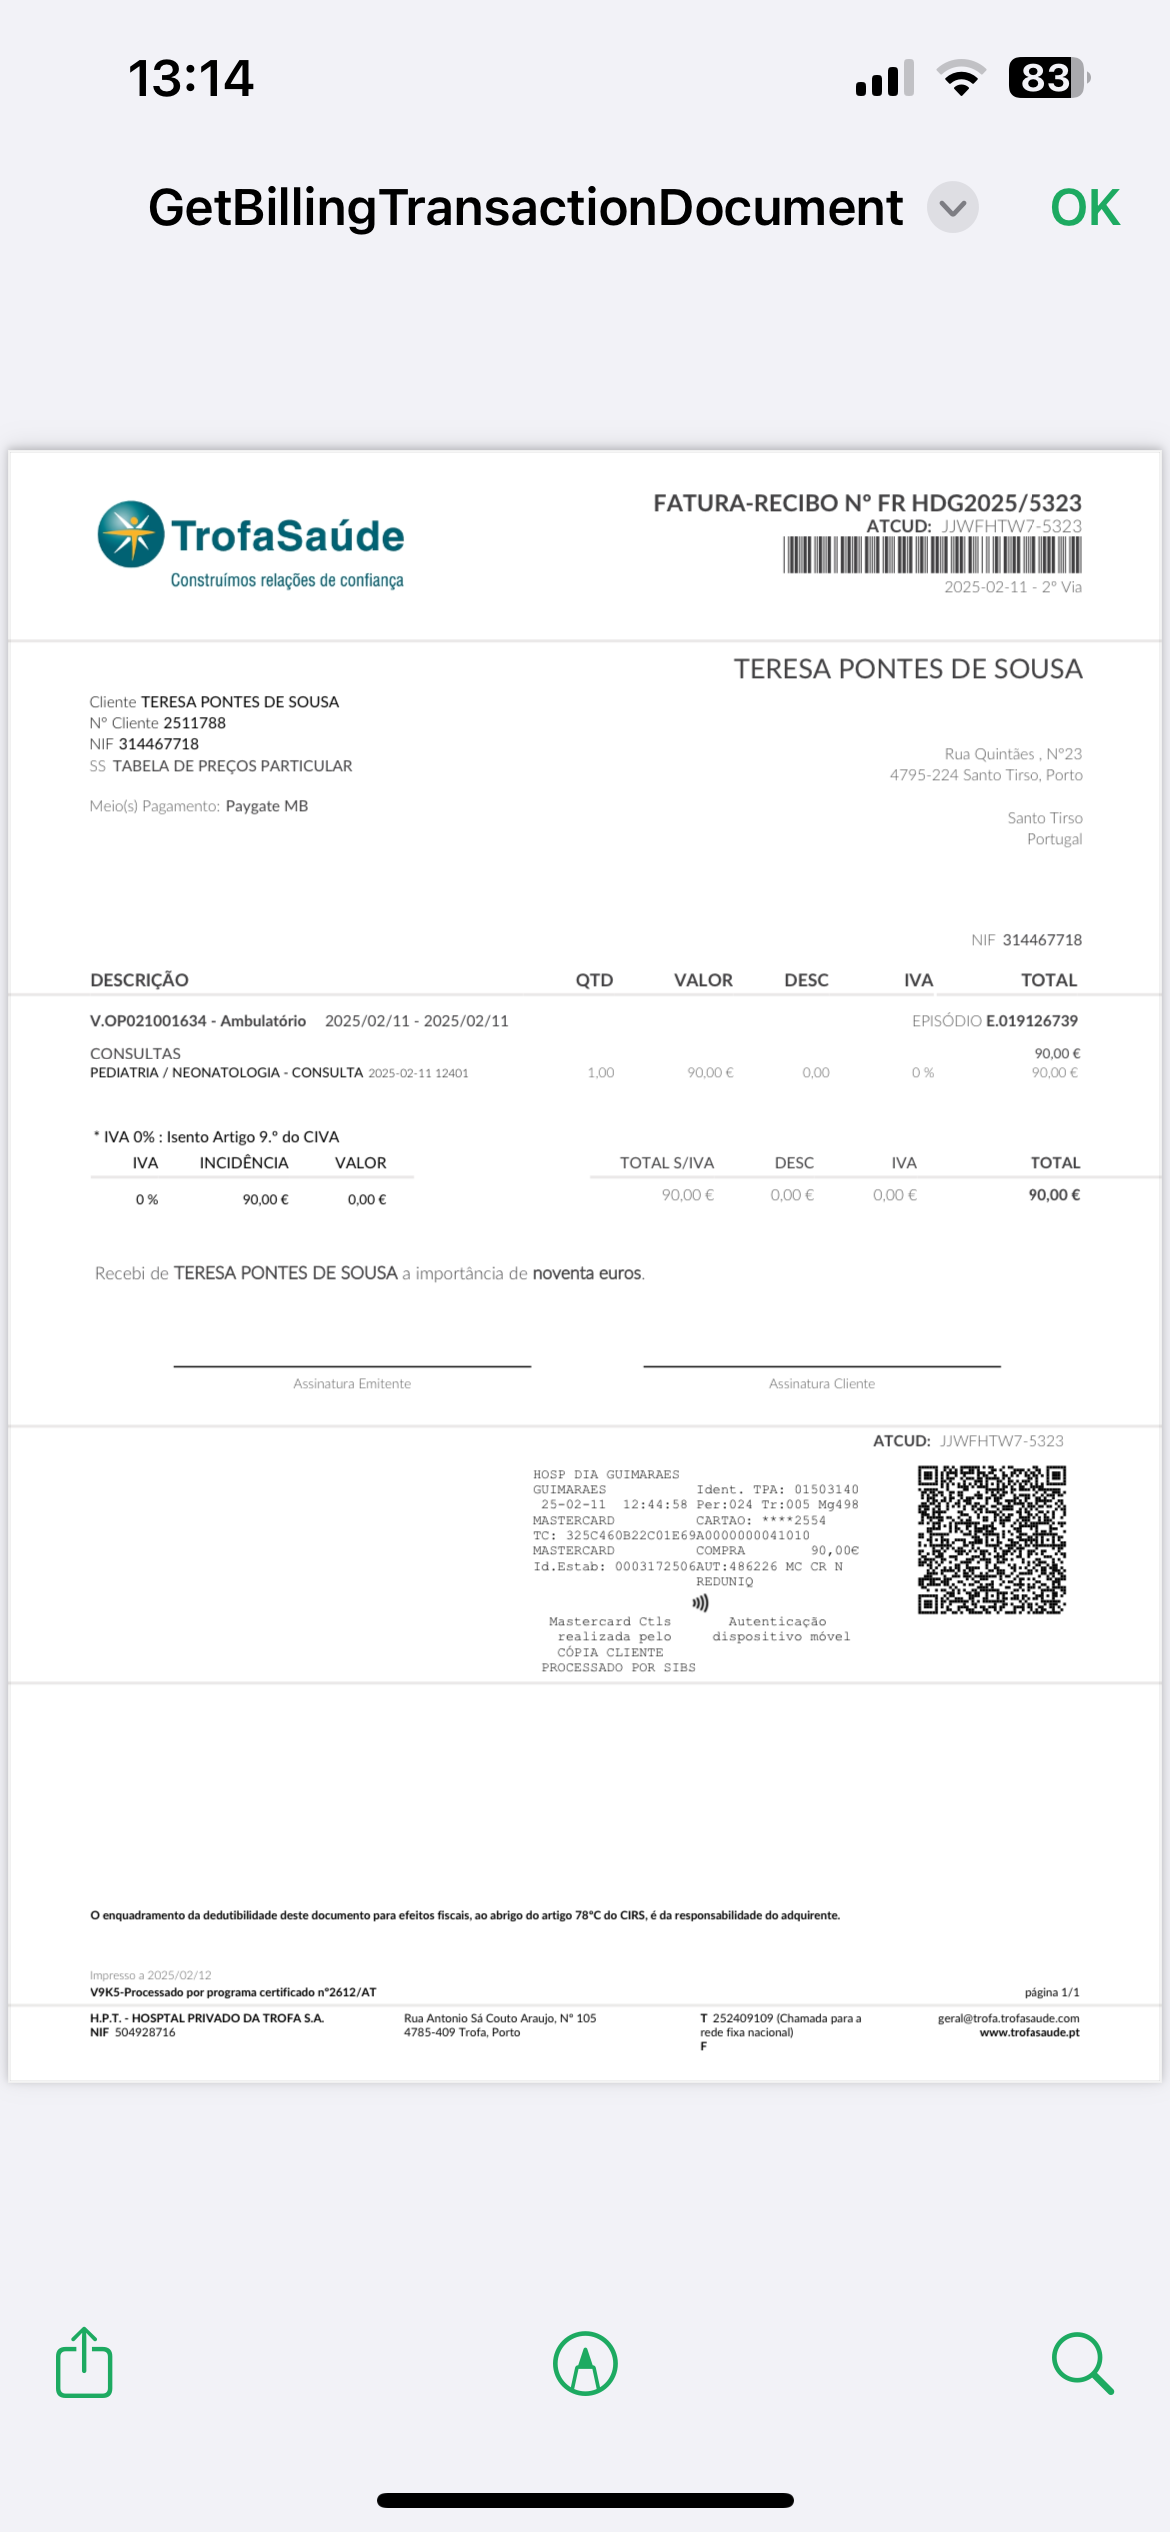 13:14
83
GetBillingTransactionDocument
OK
TrofaSaúde
Construímos relações de confiança
FATURA-RECIBO Nº FR HDG2025/5323
ATCUD: JJWFHTW7-5323
2025-02-11 - 2º Via
TERESA PONTES DE SOUSA
Cliente TERESA PONTES DE SOUSA
Nº Cliente 2511788
NIF 314467718
SS TABELA DE PREÇOS PARTICULAR
Meio(s) Pagamento: Paygate MB
Rua Quintães , Nº23
4795-224 Santo Tirso, Porto
Santo Tirso
Portugal
NIF 314467718
DESCRIÇÃO QTD VALOR DESC IVA TOTAL
V.OP021001634 - Ambulatório 2025/02/11 - 2025/02/11 EPISÓDIO E.019126739
CONSULTAS 90,00 €
PEDIATRIA / NEONATOLOGIA - CONSULTA 2025-02-11 12401 1,00 90,00 € 0,00 0 % 90,00 €
* IVA 0% : Isento Artigo 9.º do CIVA
IVA INCIDÊNCIA VALOR
0 % 90,00 € 0,00 €
TOTAL S/IVA DESC IVA TOTAL
90,00 € 0,00 € 0,00 € 90,00 €
Recebi de TERESA PONTES DE SOUSA a importância de noventa euros.
Assinatura Emitente Assinatura Cliente
ATCUD: JJWFHTW7-5323
HOSP DIA GUIMARAES
GUIMARAES Ident. TPA: 01503140
25-02-11 12:44:58 Per:024 Tr:005 Mg498
MASTERCARD CARTAO: ****2554
TC: 325C460B22C01E69A0000000041010
MASTERCARD COMPRA 90,00€
Id.Estab: 0003172506AUT:486226 MC CR N
REDUNIQ
Mastercard Ctls Autenticação
realizada pelo dispositivo móvel
CÓPIA CLIENTE
PROCESSADO POR SIBS
O enquadramento da dedutibilidade deste documento para efeitos fiscais, ao abrigo do artigo 78ºC do CIRS, é da responsabilidade do adquirente.
Impresso a 2025/02/12
V9K5-Processado por programa certificado nº2612/AT página 1/1
H.P.T. - HOSPTAL PRIVADO DA TROFA S.A.
NIF 504928716
Rua Antonio Sá Couto Araujo, Nº 105
4785-409 Trofa, Porto
T 252409109 (Chamada para a
rede fixa nacional)
F
geral@trofa.trofasaude.com
www.trofasaude.pt